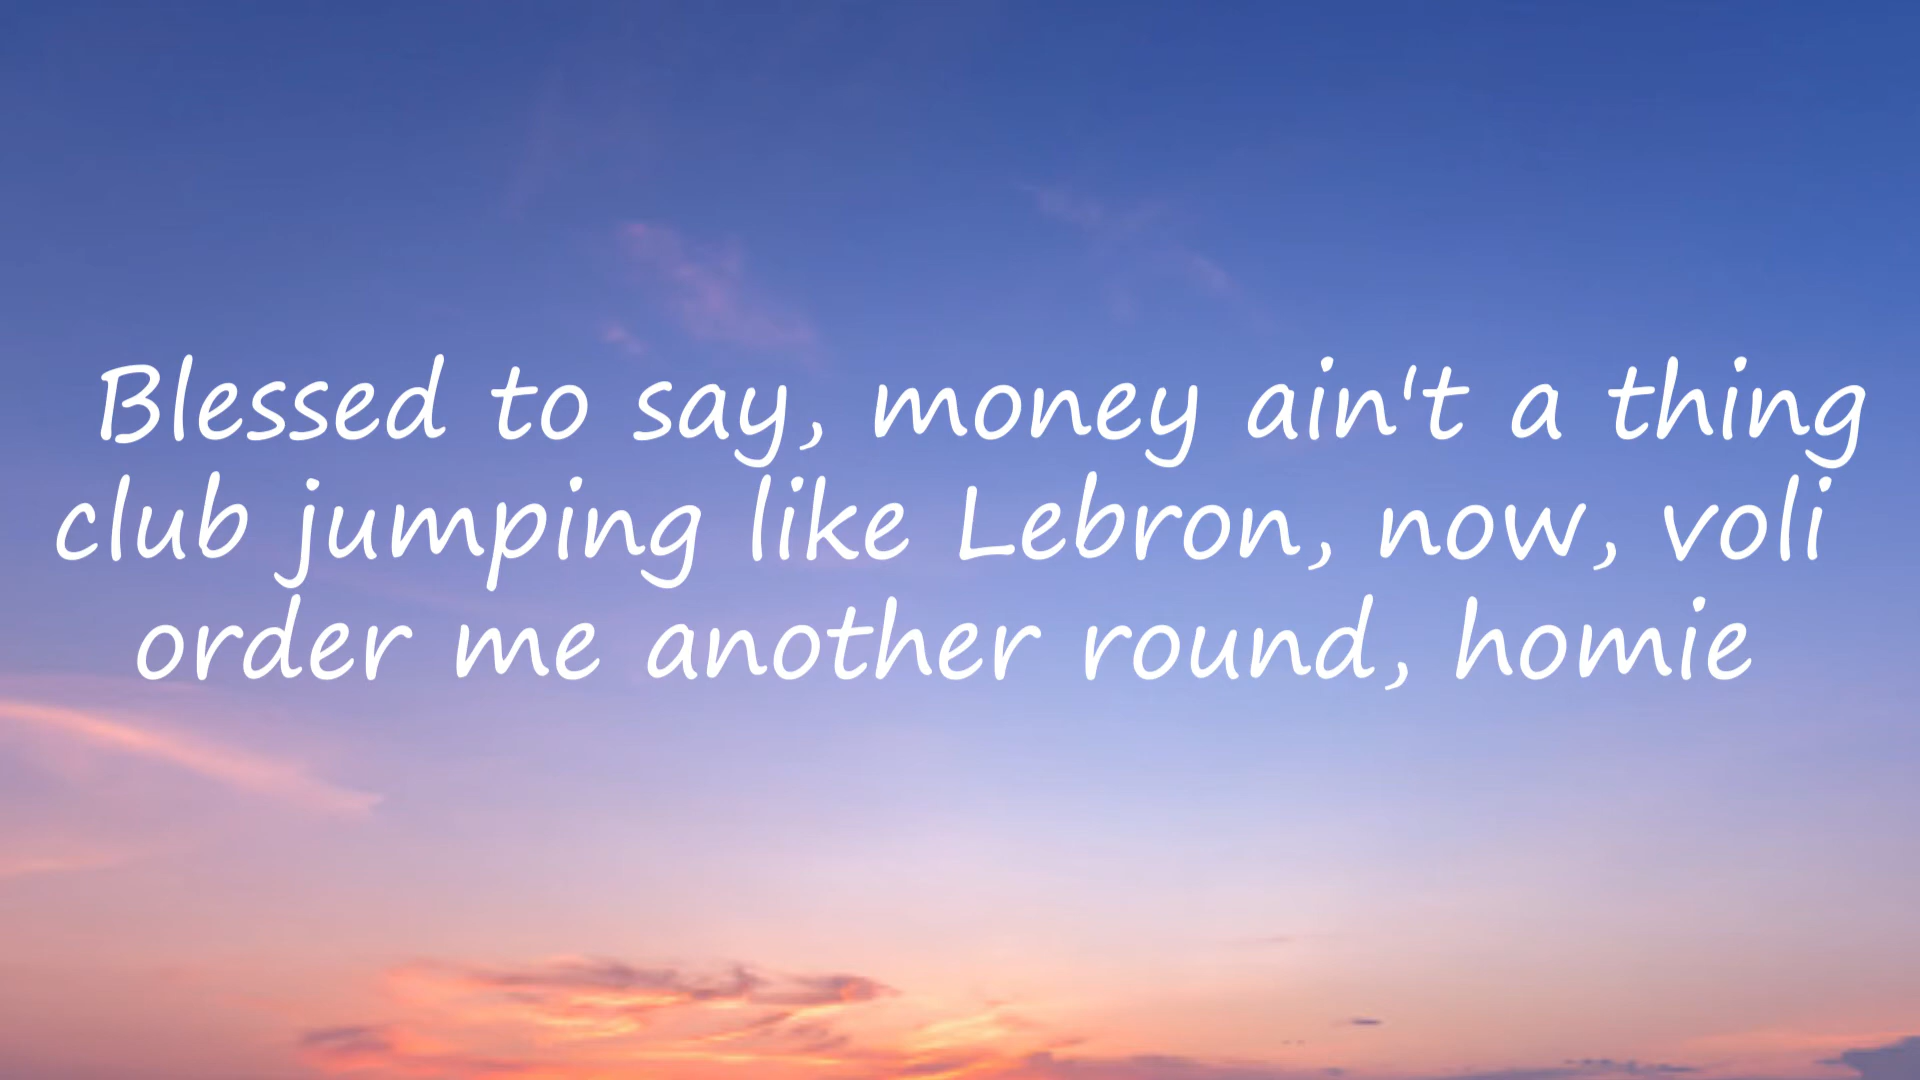 Blessed to say, money ain't a thing
club jumping like Lebron, now, voli
order me another round, homie